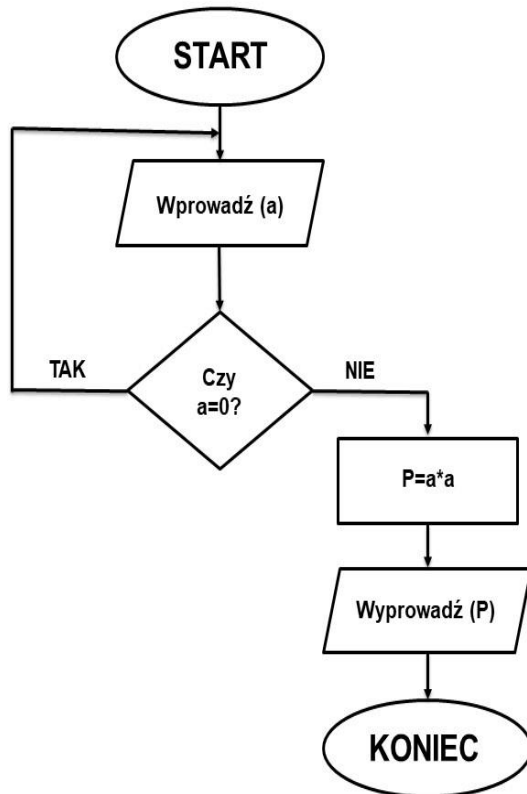 START
Wprowadź (a)
TAK
Czy
a=0?
NIE
P=a*a
Wyprowadź (P)
KONIEC